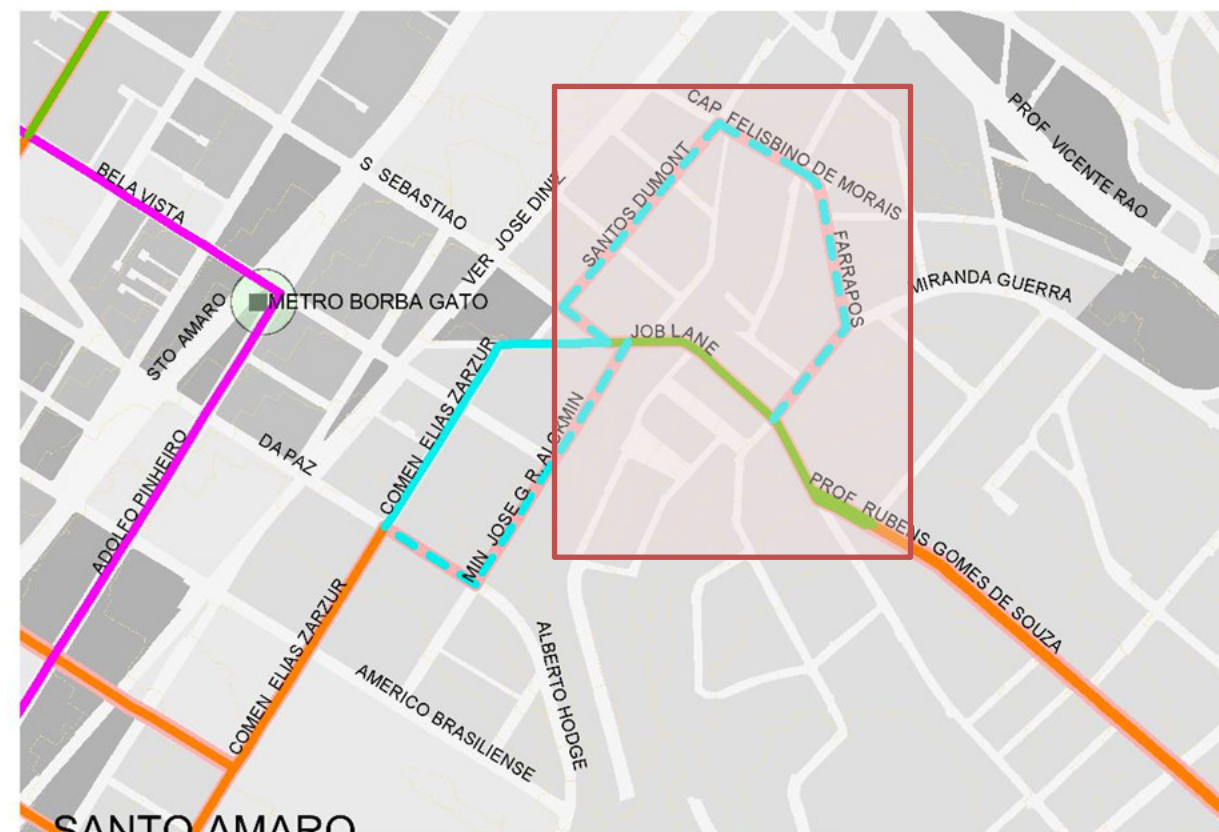 CAP FELISBINO DE MORAIS
PROF VICENTE RAO
S SEBASTIAO
SANTOS DUMONT
BELA VISTA
VER JOSE DINIZ
FARRAPOS
MIRANDA GUERRA
METRO BORBA GATO
STO AMARO
JOB LANE
COMEN ELIAS ZARZUR
MIN JOSE G. R. ALCKMIN
DA PAZ
ADOLFO PINHEIRO
PROF RUBENS GOMES DE SOUZA
COMEN ELIAS ZARZUR
ALBERTO HODGE
AMERICO BRASILIENSE
SANTO AMARO